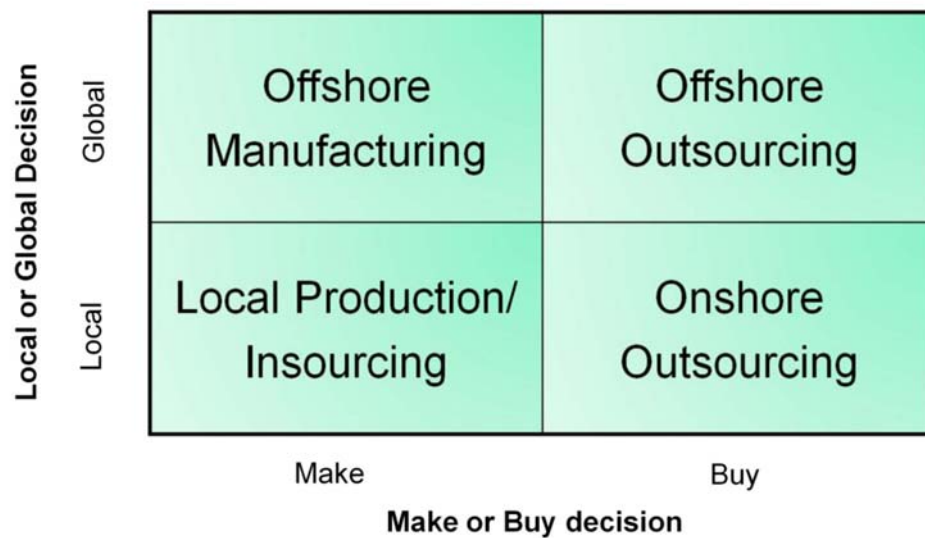 Local or Global Decision
Global
Offshore
Manufacturing
Offshore
Outsourcing
Local
Local Production/
Insourcing
Onshore
Outsourcing
Make
Buy
Make or Buy decision